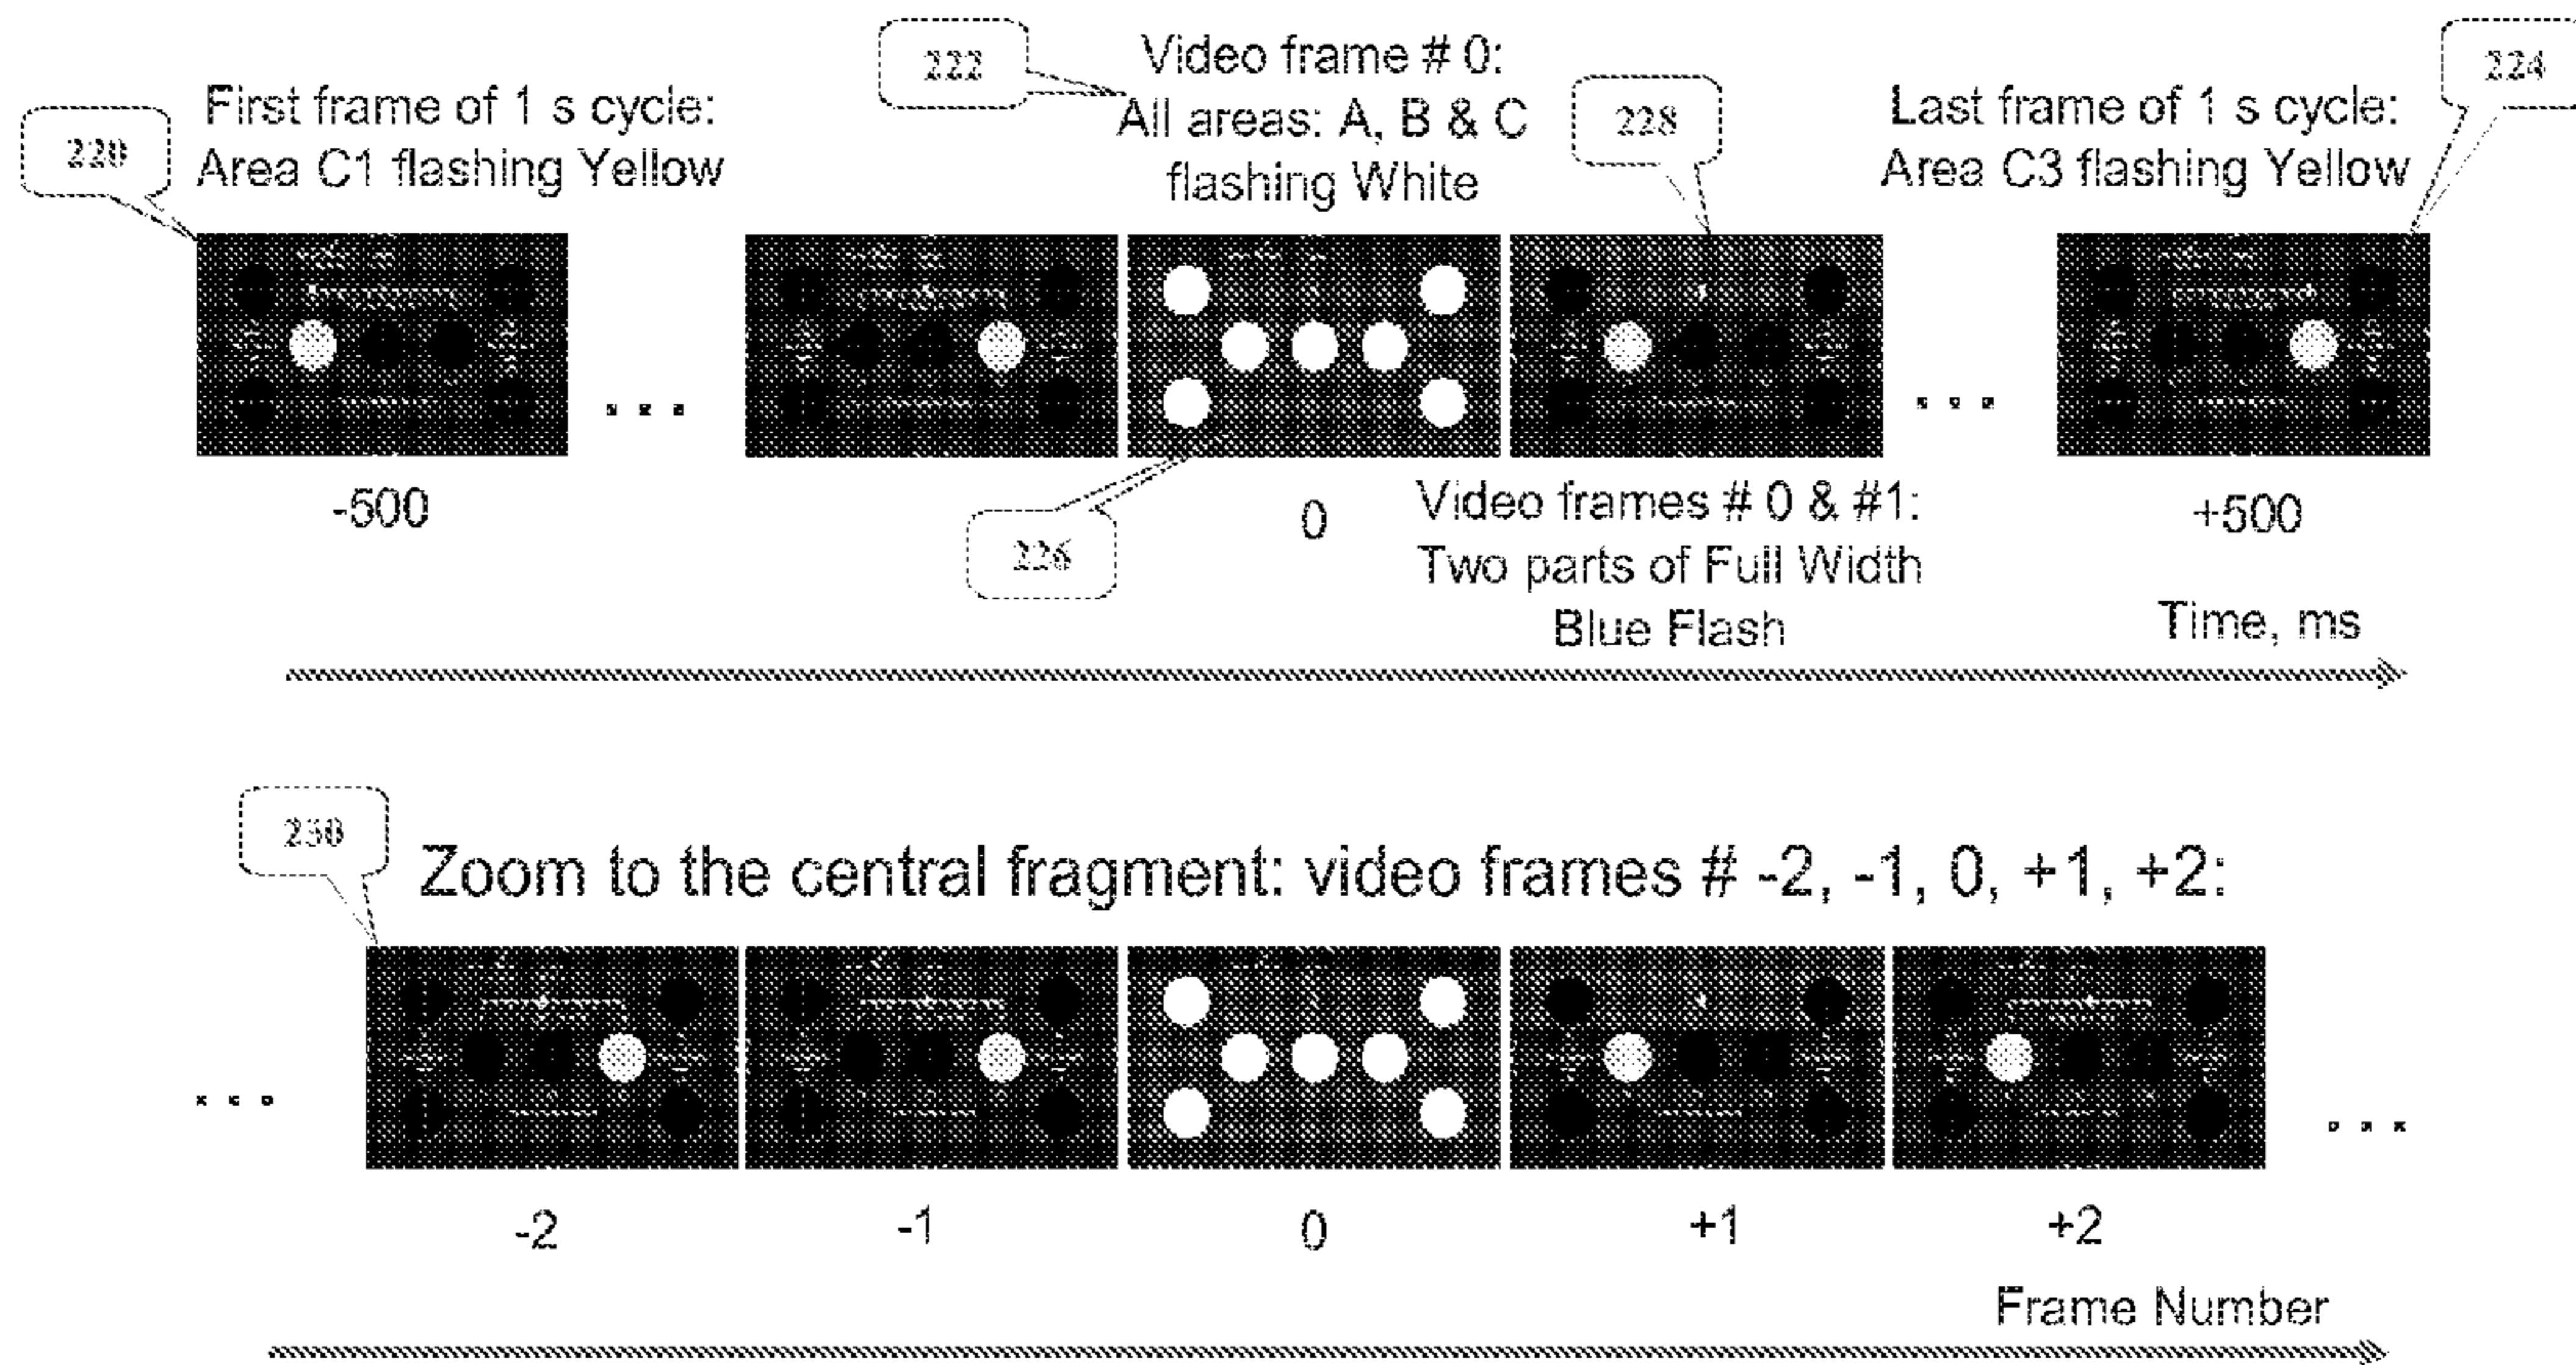 222
Video frame # 0:
All areas: A, B & C
flashing White
224
220
First frame of 1 s cycle:
Area C1 flashing Yellow
228
Last frame of 1 s cycle:
Area C3 flashing Yellow
-500
0
Video frames # 0 & #1:
Two parts of Full Width
Blue Flash
+500
226
Time, ms
230
Zoom to the central fragment: video frames # -2, -1, 0, +1, +2:
-2
-1
0
+1
+2
Frame Number